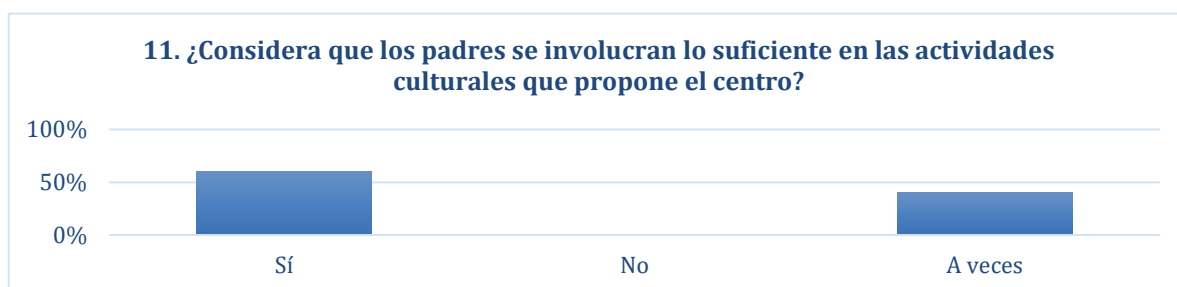 11. ¿Considera que los padres se involucran lo suficiente en las actividades
culturales que propone el centro?
100%
50%
0%
Sí
No
A veces